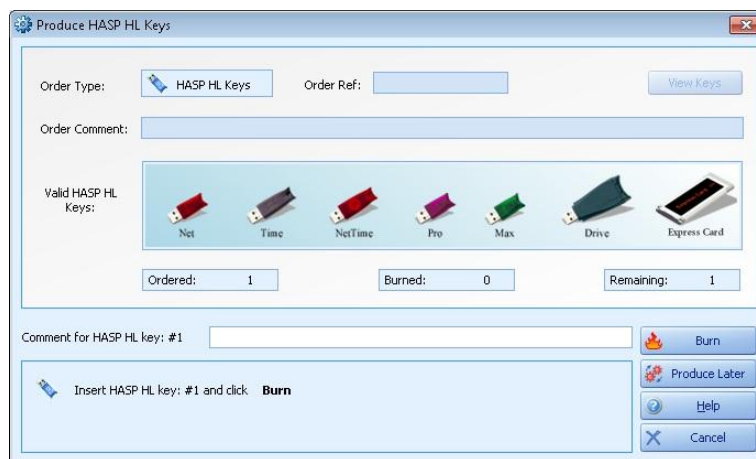 Produce HASP HL Keys
Order Type: HASP HL Keys Order Ref: View Keys
Order Comment:
Valid HASP HL
Keys:
Net Time NetTime Pro Max Drive Express Card
Ordered: 1 Burned: 0 Remaining: 1
Comment for HASP HL key: #1
Burn
Insert HASP HL key: #1 and click Burn
Produce Later
Help
Cancel